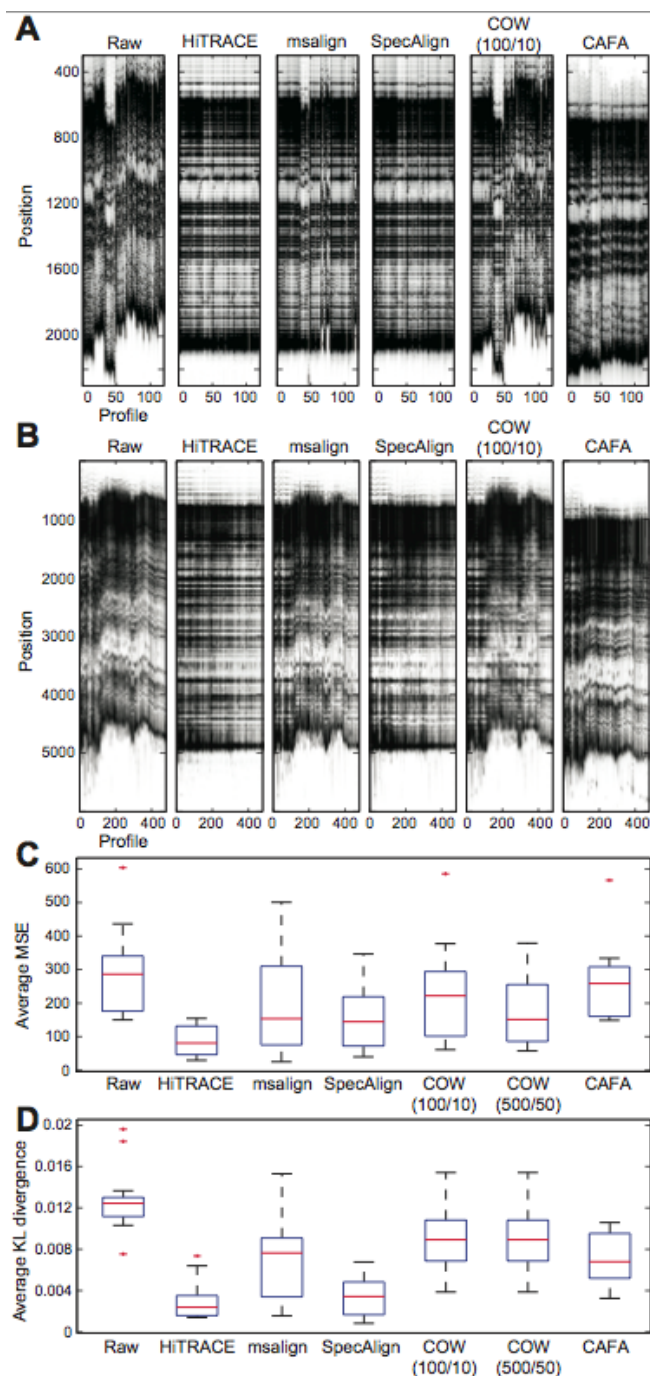 A
Raw
HiTRACE
msalign
SpecAlign
COW
(100/10)
CAFA
400
800
1200
1600
2000
Position
0 50 100
0 50 100
0 50 100
0 50 100
0 50 100
0 50 100
Profile
B
Raw
HiTRACE
msalign
SpecAlign
COW
(100/10)
CAFA
1000
2000
3000
4000
5000
Position
0 200 400
0 200 400
0 200 400
0 200 400
0 200 400
0 200 400
Profile
C
600
500
400
300
200
100
0
Average MSE
Raw
HiTRACE
msalign
SpecAlign
COW
(100/10)
COW
(500/50)
CAFA
D
0.02
0.016
0.012
0.008
0.004
0
Average KL divergence
Raw
HiTRACE
msalign
SpecAlign
COW
(100/10)
COW
(500/50)
CAFA